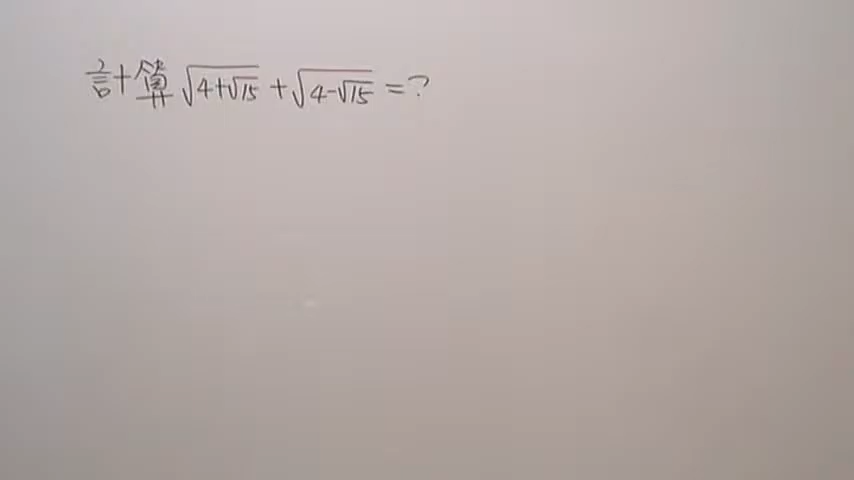 計算 √(4+√15) + √(4-√15) = ?